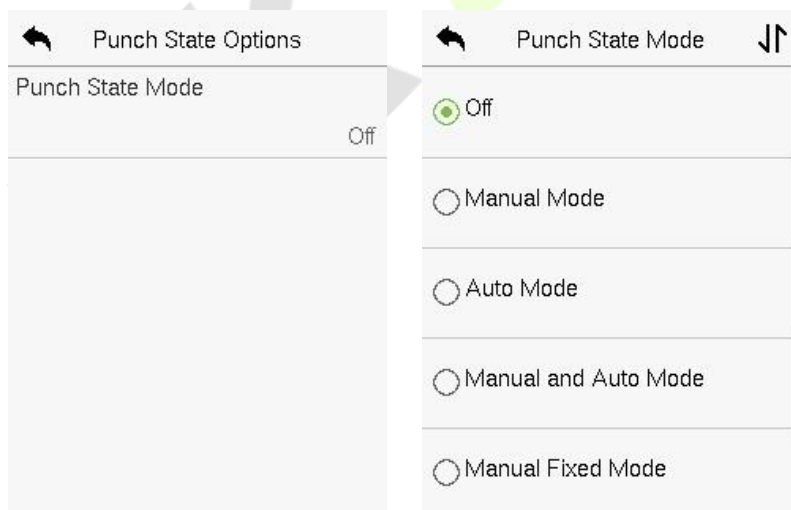 Punch State Options
Punch State Mode
Off
Punch State Mode
Off
Manual Mode
Auto Mode
Manual and Auto Mode
Manual Fixed Mode